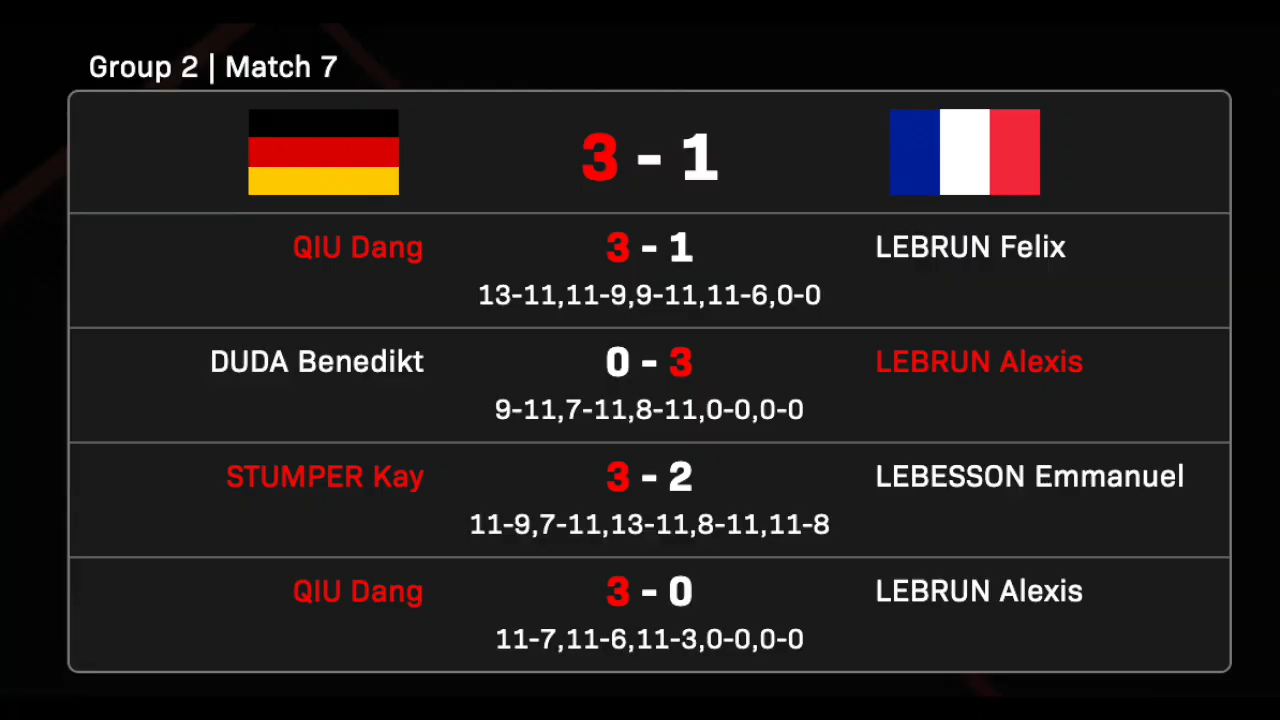 Group 2 | Match 7
3 - 1
QIU Dang 3 - 1 LEBRUN Felix
13-11,11-9,9-11,11-6,0-0
DUDA Benedikt 0 - 3 LEBRUN Alexis
9-11,7-11,8-11,0-0,0-0
STUMPER Kay 3 - 2 LEBESSON Emmanuel
11-9,7-11,13-11,8-11,11-8
QIU Dang 3 - 0 LEBRUN Alexis
11-7,11-6,11-3,0-0,0-0